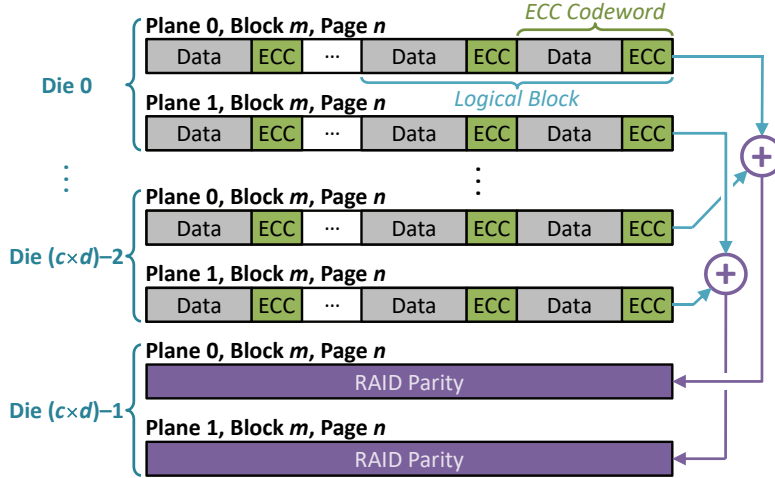 ECC Codeword
Plane 0, Block m, Page n
Data ECC ... Data ECC Data ECC
Die 0
Logical Block
Plane 1, Block m, Page n
Data ECC ... Data ECC Data ECC
+
Plane 0, Block m, Page n
Data ECC ... Data ECC Data ECC
Die (c×d)–2
Plane 1, Block m, Page n
+
Data ECC ... Data ECC Data ECC
Plane 0, Block m, Page n
RAID Parity
Die (c×d)–1
Plane 1, Block m, Page n
RAID Parity